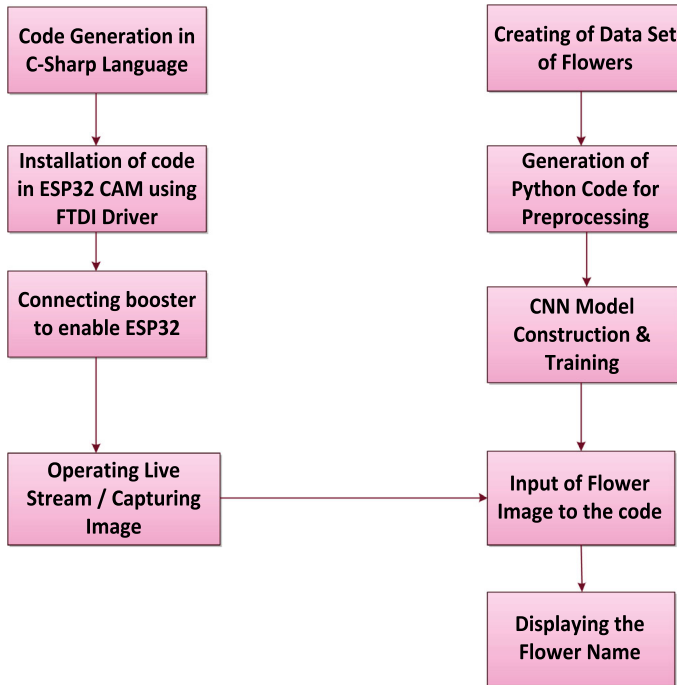 Code Generation in
C-Sharp Language
Installation of code
in ESP32 CAM using
FTDI Driver
Connecting booster
to enable ESP32
Operating Live
Stream / Capturing
Image
Creating of Data Set
of Flowers
Generation of
Python Code for
Preprocessing
CNN Model
Construction &
Training
Input of Flower
Image to the code
Displaying the
Flower Name